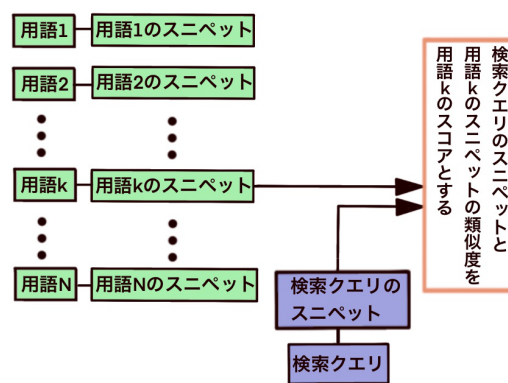 用語1
用語1のスニペット
用語2
用語2のスニペット
用語k
用語kのスニペット
用語N
用語Nのスニペット
検索クエリの
スニペット
検索クエリ
検索クエリのスニペットと
用語kのスニペットの類似度を
用語kのスコアとする